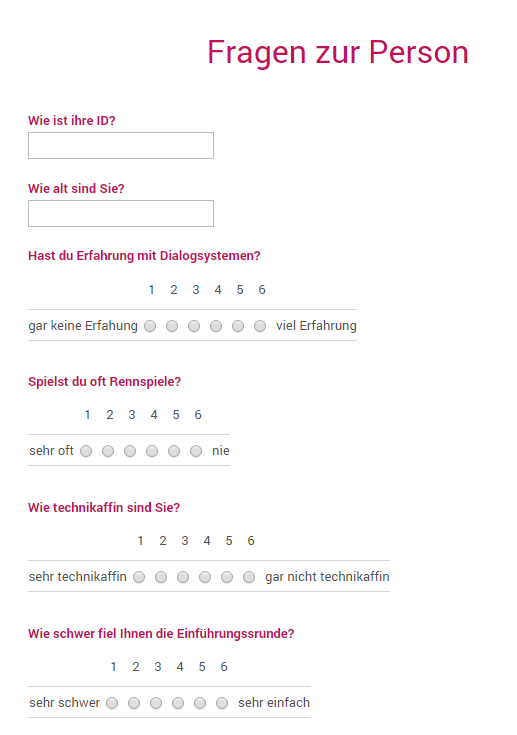 Fragen zur Person
Wie ist ihre ID?
Wie alt sind Sie?
Hast du Erfahrung mit Dialogsystemen?
1 2 3 4 5 6
gar keine Erfahung viel Erfahrung
Spielst du oft Rennspiele?
1 2 3 4 5 6
sehr oft nie
Wie technikaffin sind Sie?
1 2 3 4 5 6
sehr technikaffin gar nicht technikaffin
Wie schwer fiel Ihnen die Einführungssrunde?
1 2 3 4 5 6
sehr schwer sehr einfach